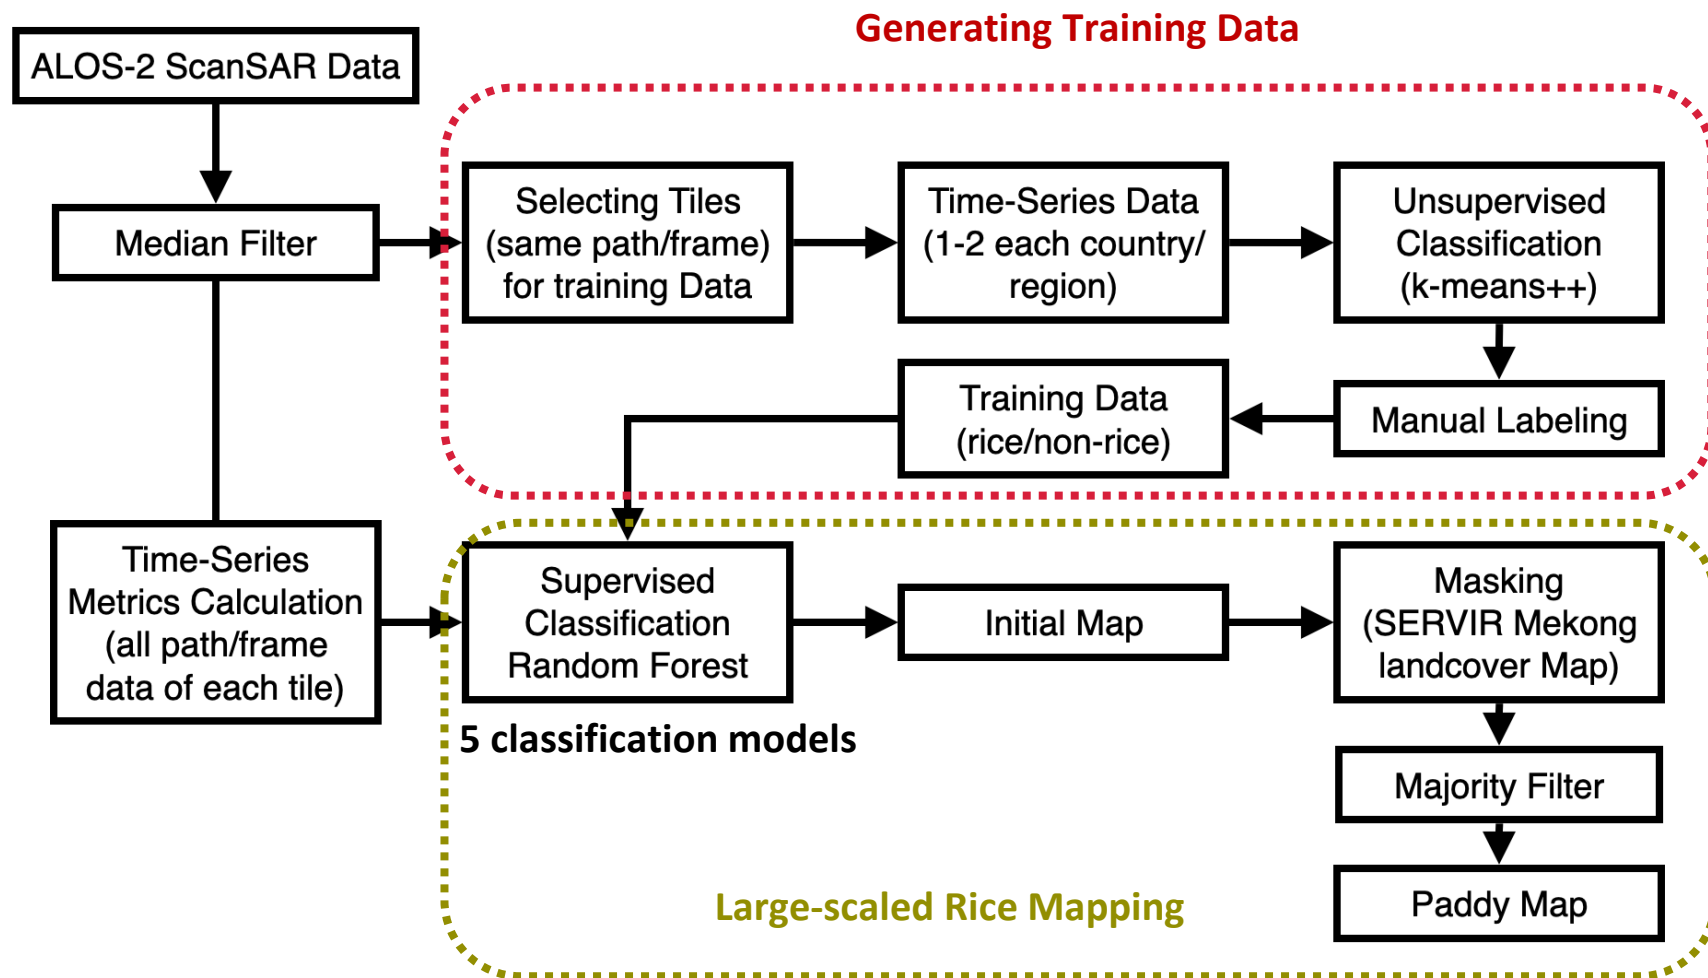 Generating Training Data
ALOS-2 ScanSAR Data
Median Filter
Selecting Tiles
(same path/frame)
for training Data
Time-Series Data
(1-2 each country/
region)
Unsupervised
Classification
(k-means++)
Manual Labeling
Training Data
(rice/non-rice)
Time-Series
Metrics Calculation
(all path/frame
data of each tile)
Supervised
Classification
Random Forest
5 classification models
Initial Map
Masking
(SERVIR Mekong
landcover Map)
Majority Filter
Paddy Map
Large-scaled Rice Mapping